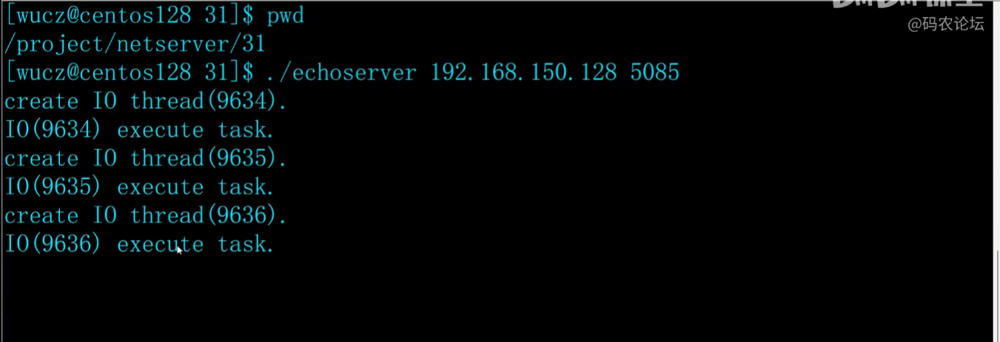 [wucz@centos128 31]$ pwd
/project/netserver/31
[wucz@centos128 31]$ ./echoserver 192.168.150.128 5085
create IO thread(9634).
IO(9634) execute task.
create IO thread(9635).
IO(9635) execute task.
create IO thread(9636).
IO(9636) execute task.
@码农论坛